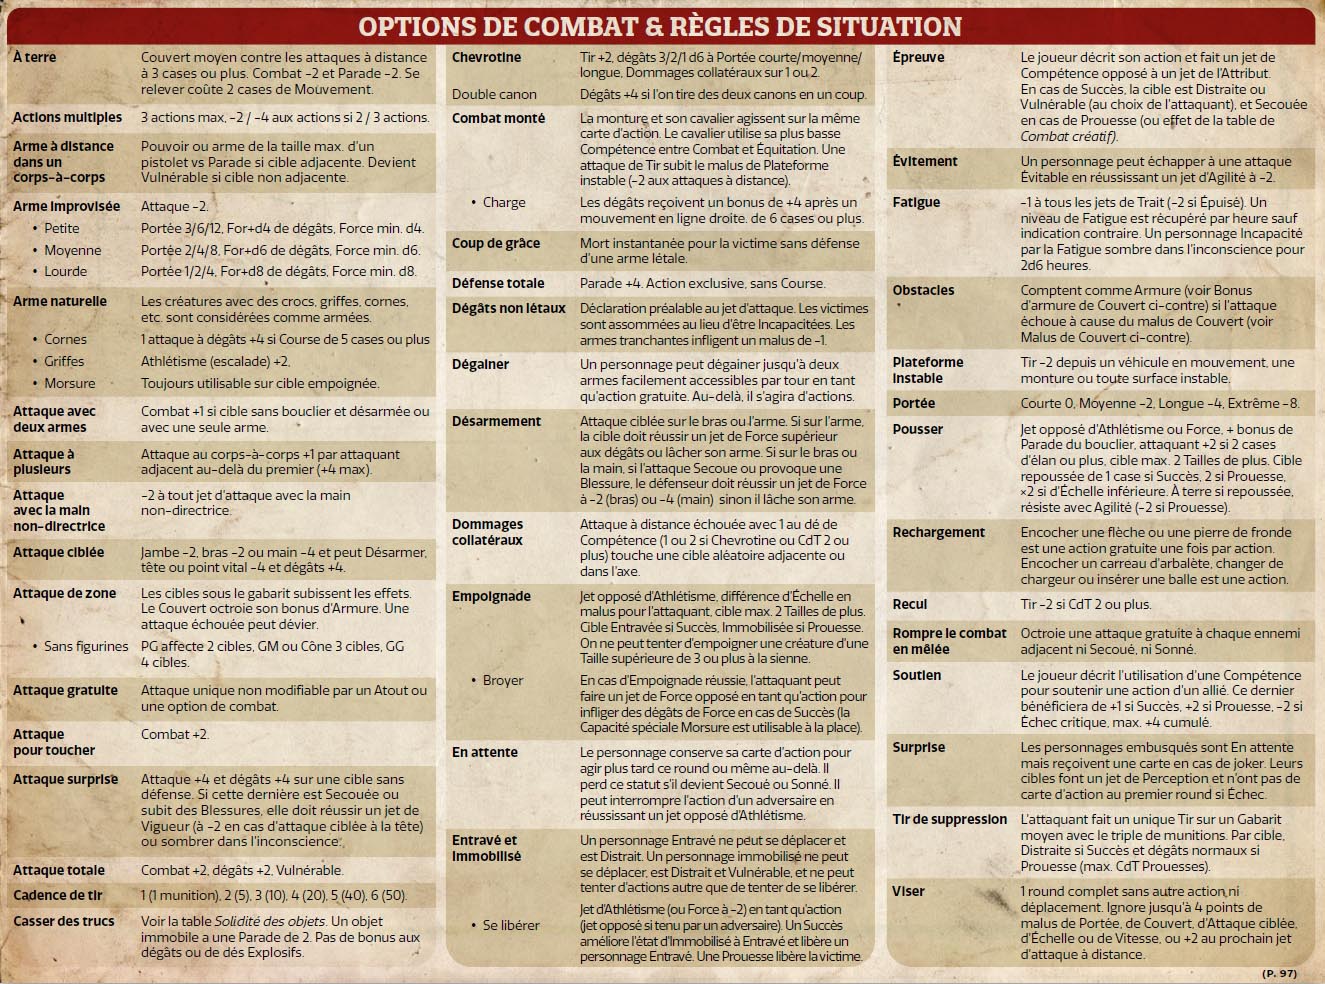 OPTIONS DE COMBAT & RÈGLES DE SITUATION
À terre
Couvert moyen contre les attaques à distance
à 3 cases ou plus. Combat -2 et Parade -2. Se
relever coûte 2 cases de Mouvement.
Actions multiples
3 actions max, -2 / -4 aux actions si 2 / 3 actions.
Arme à distance
dans un
corps-à-corps
Pouvoir ou arme de la taille max. d'un
pistolet vs Parade si cible adjacente. Devient
Vulnérable si cible non adjacente.
Arme improvisée
Attaque -2.
• Petite
Portée 3/6/12, For+d4 de dégâts, Force min. d4.
• Moyenne
Portée 2/4/8, For+d6 de dégâts, Force min. d6.
• Lourde
Portée 1/2/4, For+d8 de dégâts, Force min. d8.
Arme naturelle
Les créatures avec des crocs, griffes, cornes,
etc. sont considérées comme armées.
• Cornes
1 attaque à dégâts +4 si Course de 5 cases ou plus
• Griffes
Athlétisme (escalade) +2,
• Morsure
Toujours utilisable sur cible empoignée.
Attaque avec
deux armes
Combat +1 si cible sans bouclier et désarmée ou
avec une seule arme.
Attaque à
plusieurs
Attaque au corps-à-corps +1 par attaquant
adjacent au-delà du premier (+4 max).
Attaque
avec la main
non-directrice
-2 à tout jet d'attaque avec la main
non-directrice.
Attaque ciblée
Jambe -2, bras -2 ou main -4 et peut Désarmer,
tête ou point vital -4 et dégâts +4.
Attaque de zone
Les cibles sous le gabarit subissent les effets.
Le Couvert octroie son bonus d'Armure. Une
attaque échouée peut dévier.
• Sans figurines
PG affecte 2 cibles, GM ou Cône 3 cibles, GG
4 cibles.
Attaque gratuite
Attaque unique non modifiable par un Atout ou
une option de combat.
Attaque
pour toucher
Combat +2.
Attaque surprise
Attaque +4 et dégâts +4 sur une cible sans
défense. Si cette dernière est Secouée ou
subit des Blessures, elle doit réussir un jet de
Vigueur (à -2 en cas d'attaque ciblée à la tête)
ou sombrer dans l'inconscience.
Attaque totale
Combat +2, dégâts +2, Vulnérable.
Cadence de tir
1 (1 munition), 2 (5), 3 (10), 4 (20), 5 (40), 6 (50).
Casser des trucs
Voir la table Solidité des objets. Un objet
immobile a une Parade de 2. Pas de bonus aux
dégâts ou de dés Explosifs.
Chevrotine
Tir +2, dégâts 3/2/1 d6 à Portée courte/moyenne/
longue, Dommages collatéraux sur 1 ou 2.
Double canon
Dégâts +4 si l'on tire des deux canons en un coup.
Combat monté
La monture et son cavalier agissent sur la même
carte d'action. Le cavalier utilise sa plus basse
Compétence entre Combat et Équitation. Une
attaque de Tir subit le malus de Plateforme
instable (-2 aux attaques à distance).
• Charge
Les dégâts reçoivent un bonus de +4 après un
mouvement en ligne droite. de 6 cases ou plus.
Coup de grâce
Mort instantanée pour la victime sans défense
d'une arme létale.
Défense totale
Parade +4. Action exclusive, sans Course.
Dégâts non létaux
Déclaration préalable au jet d'attaque. Les victimes
sont assommées au lieu d'être Incapacitées. Les
armes tranchantes infligent un malus de -1.
Dégainer
Un personnage peut dégainer jusqu'à deux
armes facilement accessibles par tour en tant
qu'action gratuite. Au-delà, il s'agira d'actions.
Désarmement
Attaque ciblée sur le bras ou l'arme. Si sur l'arme,
la cible doit réussir un jet de Force supérieur
aux dégâts ou lâcher son arme. Si sur le bras ou
la main, si l'attaque Secoue ou provoque une
Blessure, le défenseur doit réussir un jet de Force
à -2 (bras) ou -4 (main) sinon il lâche son arme.
Dommages
collatéraux
Attaque à distance échouée avec 1 au dé de
Compétence (1 ou 2 si Chevrotine ou CdT 2 ou
plus) touche une cible aléatoire adjacente ou
dans l'axe.
Empoignade
Jet opposé d'Athlétisme, différence d'Échelle en
malus pour l'attaquant, cible max. 2 Tailles de plus.
Cible Entravée si Succès, Immobilisée si Prouesse.
On ne peut tenter d'empoigner une créature d'une
Taille supérieure de 3 ou plus à la sienne.
• Broyer
En cas d'Empoignade réussie, l'attaquant peut
faire un jet de Force opposé en tant qu'action pour
infliger des dégâts de Force en cas de Succès (la
Capacité spéciale Morsure est utilisable à la place).
En attente
Le personnage conserve sa carte d'action pour
agir plus tard ce round ou même au-delà. Il
perd ce statut s'il devient Secoué ou Sonné. Il
peut interrompre l'action d'un adversaire en
réussissant un jet opposé d'Athlétisme.
Entravé et
Immobilisé
Un personnage Entravé ne peut se déplacer et
est Distrait. Un personnage immobilisé ne peut
se déplacer, est Distrait et Vulnérable, et ne peut
tenter d'actions autre que de tenter de se libérer.
• Se libérer
Jet d'Athlétisme (ou Force à -2) en tant qu'action
(jet opposé si tenu par un adversaire). Un Succès
améliore l'état d'Immobilisé à Entravé et libère un
personnage Entravé. Une Prouesse libère la victime.
Épreuve
Le joueur décrit son action et fait un jet de
Compétence opposé à un jet de l'Attribut.
En cas de Succès, la cible est Distraite ou
Vulnérable (au choix de l'attaquant), et Secouée
en cas de Prouesse (ou effet de la table de
Combat créatif).
Évitement
Un personnage peut échapper à une attaque
Évitable en réussissant un jet d'Agilité à -2.
Fatigue
-1 à tous les jets de Trait (-2 si Épuisé). Un
niveau de Fatigue est récupéré par heure sauf
indication contraire. Un personnage Incapacité
par la Fatigue sombre dans l'inconscience pour
2d6 heures.
Obstacles
Comptent comme Armure (voir Bonus
d'armure de Couvert ci-contre) si l'attaque
échoue à cause du malus de Couvert (voir
Malus de Couvert ci-contre).
Plateforme
instable
Tir -2 depuis un véhicule en mouvement, une
monture ou toute surface instable.
Portée
Courte 0, Moyenne -2, Longue -4, Extrême -8.
Pousser
Jet opposé d'Athlétisme ou Force, + bonus de
Parade du bouclier, attaquant +2 si 2 cases
d'élan ou plus, cible max. 2 Tailles de plus. Cible
repoussée de 1 case si Succès, 2 si Prouesse,
×2 si d'Échelle inférieure. À terre si repoussée,
résiste avec Agilité (-2 si Prouesse).
Rechargement
Encocher une flèche ou une pierre de fronde
est une action gratuite une fois par action.
Encocher un carreau d'arbalète, changer de
chargeur ou insérer une balle est une action.
Recul
Tir -2 si CdT 2 ou plus.
Rompre le combat
en mêlée
Octroie une attaque gratuite à chaque ennemi
adjacent ni Secoué, ni Sonné.
Soutien
Le joueur décrit l'utilisation d'une Compétence
pour soutenir une action d'un allié. Ce dernier
bénéficiera de +1 si Succès, +2 si Prouesse, -2 si
Échec critique, max. +4 cumulé.
Surprise
Les personnages embusqués sont En attente
mais reçoivent une carte en cas de joker. Leurs
cibles font un jet de Perception et n'ont pas de
carte d'action au premier round si Échec.
Tir de suppression
L'attaquant fait un unique Tir sur un Gabarit
moyen avec le triple de munitions. Par cible,
Distraite si Succès et dégâts normaux si
Prouesse (max. CdT Prouesses).
Viser
1 round complet sans autre action,ni
déplacement. Ignore jusqu'à 4 points de
malus de Portée, de Couvert, d'Attaque ciblée,
d'Échelle ou de Vitesse, ou +2 au prochain jet
d'attaque à distance.
(P. 97)